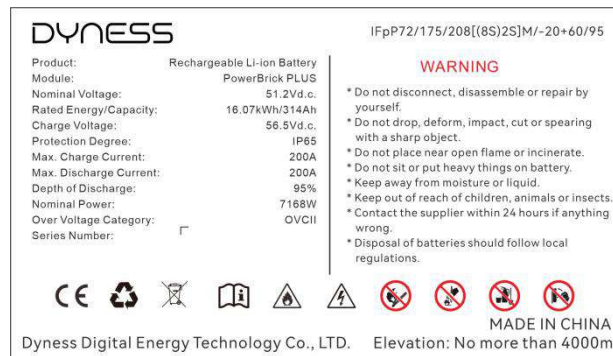 DYNESS
IFpP72/175/208[(8S)2S]M/-20+60/95
Product: Rechargeable Li-ion Battery
Module: PowerBrick PLUS
Nominal Voltage: 51.2Vd.c.
Rated Energy/Capacity: 16.07kWh/314Ah
Charge Voltage: 56.5Vd.c.
Protection Degree: IP65
Max. Charge Current: 200A
Max. Discharge Current: 200A
Depth of Discharge: 95%
Nominal Power: 7168W
Over Voltage Category: OVCII
Series Number:
WARNING
* Do not disconnect, disassemble or repair by
yourself.
* Do not drop, deform, impact, cut or spearing
with a sharp object.
* Do not place near open flame or incinerate.
* Do not sit or put heavy things on battery.
* Keep away from moisture or liquid.
* Keep out of reach of children, animals or insects.
* Contact the supplier within 24 hours if anything
wrong.
* Disposal of batteries should follow local
regulations.
CE
MADE IN CHINA
Dyness Digital Energy Technology Co., LTD. Elevation: No more than 4000m